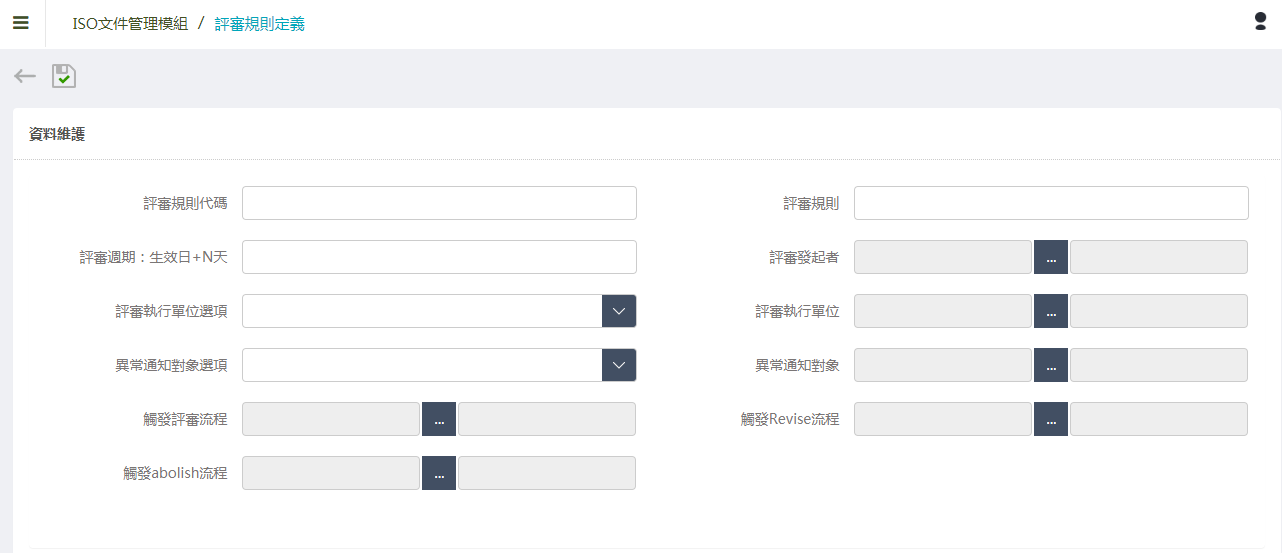 ISO文件管理模組 / 評審規則定義
資料維護
評審規則代碼
評審規則
評審週期：生效日+N天
評審發起者
...
評審執行單位選項
評審執行單位
...
異常通知對象選項
異常通知對象
...
觸發評審流程
...
觸發Revise流程
...
觸發abolish流程
...